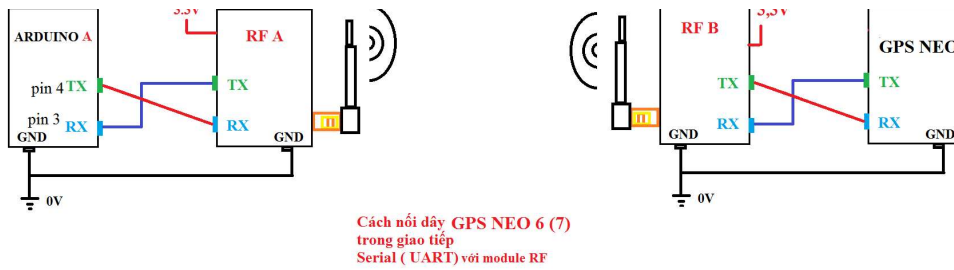 3.3V
3,3V
ARDUINO A
RF A
RF B
GPS NEO
pin 4 TX
TX
TX
TX
pin 3 RX
RX
RX
RX
GND
GND
GND
GND
0V
0V
Cách nối dây GPS NEO 6 (7)
trong giao tiếp
Serial ( UART) với module RF